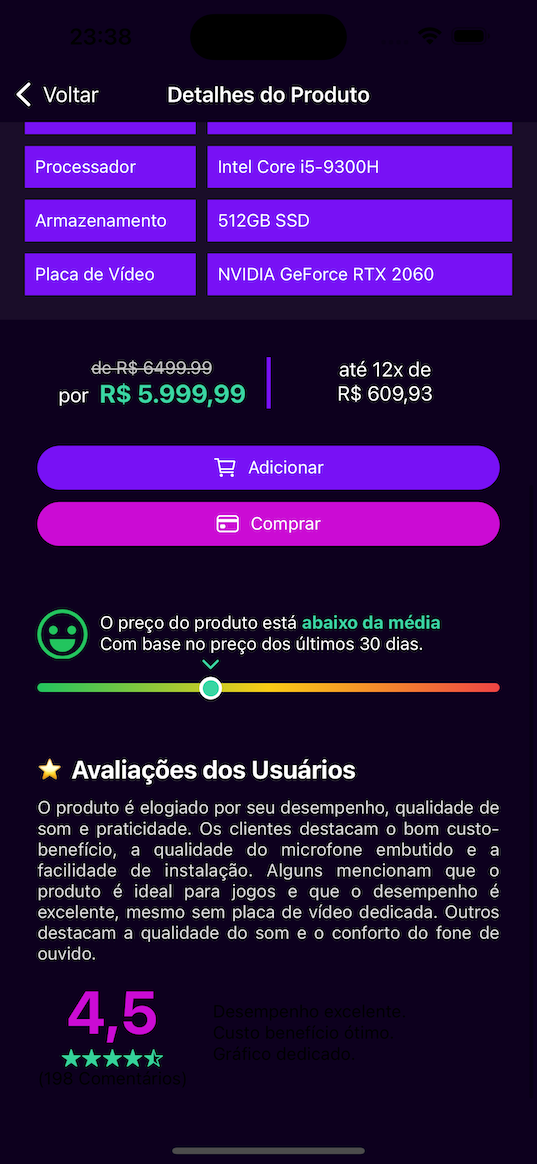 23:38
Voltar
Detalhes do Produto
Processador
Intel Core i5-9300H
Armazenamento
512GB SSD
Placa de Vídeo
NVIDIA GeForce RTX 2060
de R$ 6499.99
por R$ 5.999,99
até 12x de
R$ 609,93
Adicionar
Comprar
O preço do produto está abaixo da média
Com base no preço dos últimos 30 dias.
Avaliações dos Usuários
O produto é elogiado por seu desempenho, qualidade de
som e praticidade. Os clientes destacam o bom custo-
benefício, a qualidade do microfone embutido e a
facilidade de instalação. Alguns mencionam que o
produto é ideal para jogos e que o desempenho é
excelente, mesmo sem placa de vídeo dedicada. Outros
destacam a qualidade do som e o conforto do fone de
ouvido.
4,5
(198 Comentários)
Desempenho excelente.
Custo benefício ótimo.
Gráfico dedicado.